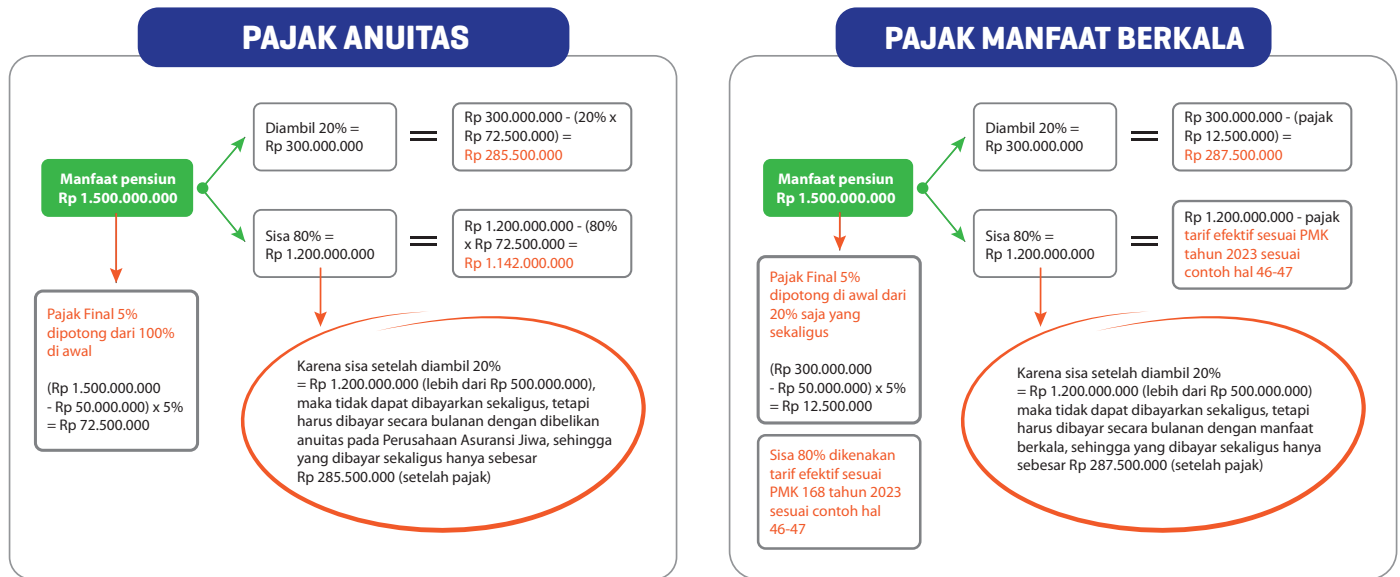 PAJAK ANUITAS
Manfaat pensiun
Rp 1.500.000.000
Diambil 20% =
Rp 300.000.000
=
Rp 300.000.000 - (20% x
Rp 72.500.000) =
Rp 285.500.000
Sisa 80% =
Rp 1.200.000.000
=
Rp 1.200.000.000 - (80%
x Rp 72.500.000 =
Rp 1.142.000.000
Pajak Final 5%
dipotong dari 100%
di awal
(Rp 1.500.000.000
- Rp 50.000.000) x 5%
= Rp 72.500.000
Karena sisa setelah diambil 20%
= Rp 1.200.000.000 (lebih dari Rp 500.000.000),
maka tidak dapat dibayarkan sekaligus, tetapi
harus dibayar secara bulanan dengan dibelikan
anuitas pada Perusahaan Asuransi Jiwa, sehingga
yang dibayar sekaligus hanya sebesar
Rp 285.500.000 (setelah pajak)
PAJAK MANFAAT BERKALA
Manfaat pensiun
Rp 1.500.000.000
Diambil 20% =
Rp 300.000.000
=
Rp 300.000.000 - (pajak
Rp 12.500.000) =
Rp 287.500.000
Sisa 80% =
Rp 1.200.000.000
=
Rp 1.200.000.000 - pajak
tarif efektif sesuai PMK
tahun 2023 sesuai
contoh hal 46-47
Pajak Final 5%
dipotong di awal dari
20% saja yang
sekaligus
(Rp 300.000.000
- Rp 50.000.000) x 5%
= Rp 12.500.000
Sisa 80% dikenakan
tarif efektif sesuai
PMK 168 tahun 2023
sesuai contoh hal
46-47
Karena sisa setelah diambil 20%
= Rp 1.200.000.000 (lebih dari Rp 500.000.000)
maka tidak dapat dibayarkan sekaligus, tetapi
harus dibayar secara bulanan dengan manfaat
berkala, sehingga yang dibayar sekaligus hanya
sebesar Rp 287.500.000 (setelah pajak)